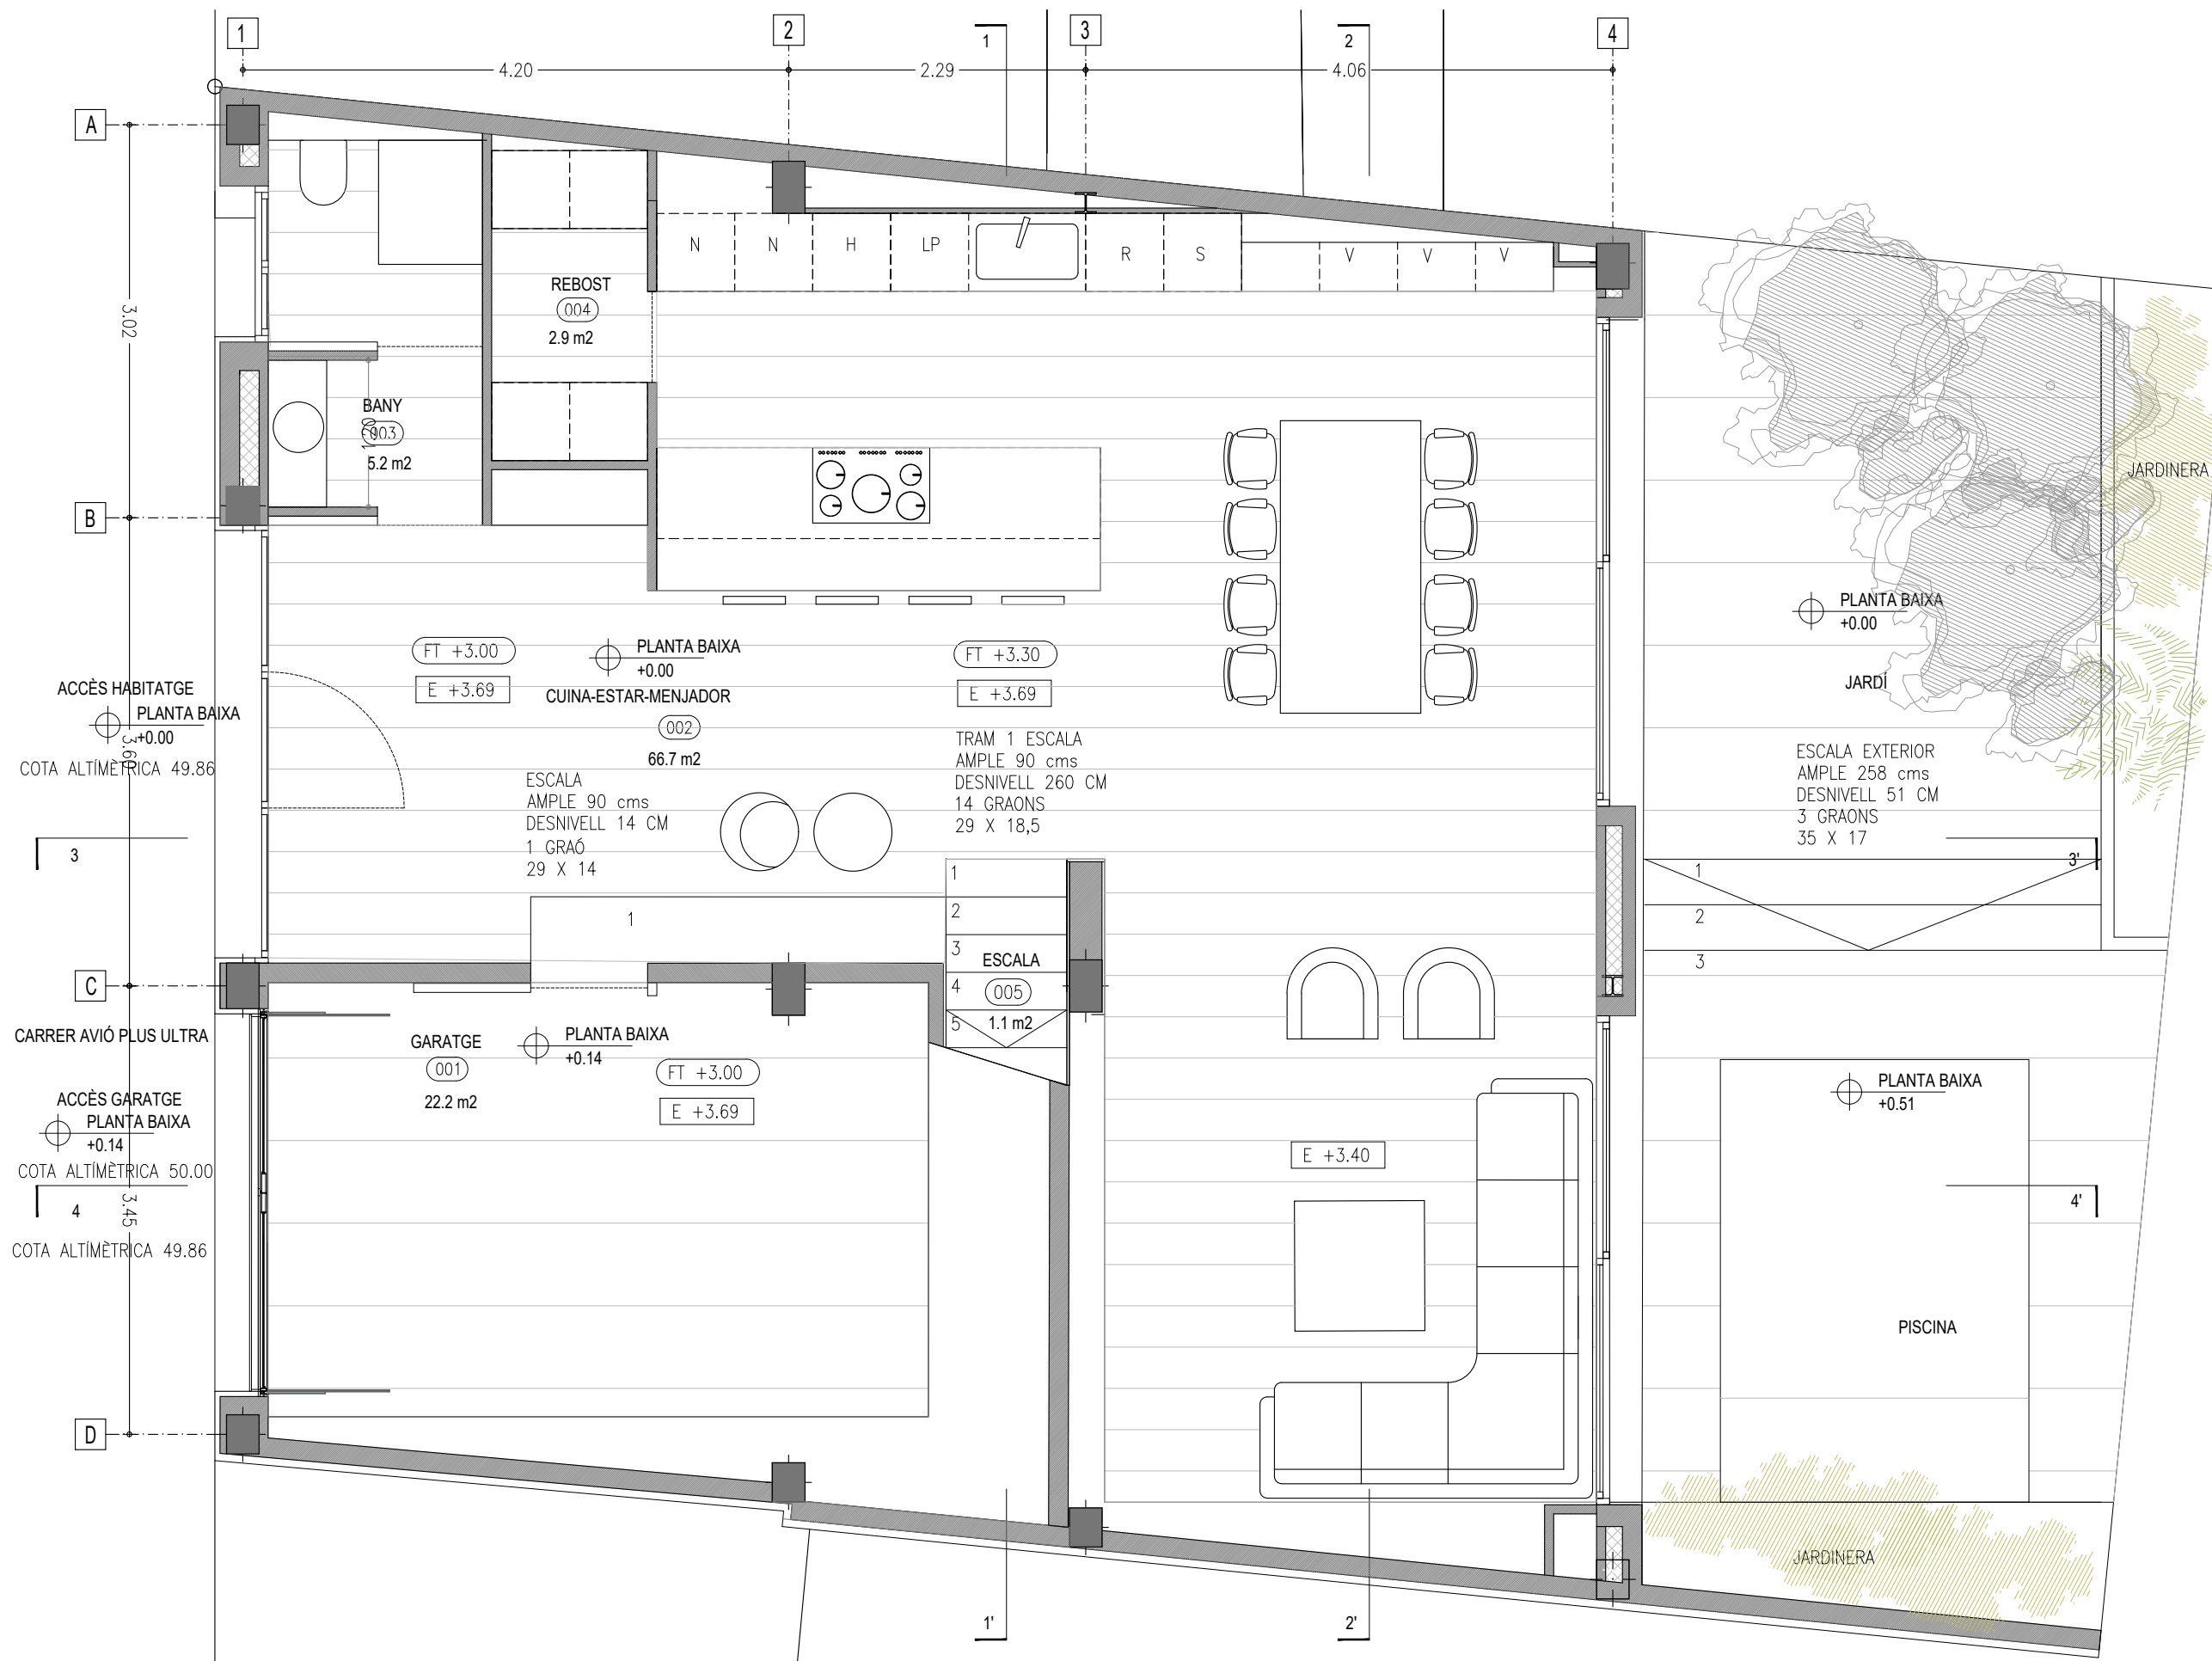 1
2
1
3
2
4
4.20
2.29
4.06
A
N
N
H
LP
R
S
V
V
V
REBOST
004
2.9 m2
3.02
BANY
003
1.20
5.2 m2
JARDINERA
B
PLANTA BAIXA
+0.00
FT +3.00
E +3.69
PLANTA BAIXA
+0.00
CUINA-ESTAR-MENJADOR
002
66.7 m2
FT +3.30
E +3.69
JARDÍ
ACCÈS HABITATGE
PLANTA BAIXA
+0.00
3.60
COTA ALTÍMÈTRICA 49.86
TRAM 1 ESCALA
AMPLE 90 cms
DESNIVELL 260 CM
14 GRAONS
29 X 18,5
ESCALA EXTERIOR
AMPLE 258 cms
DESNIVELL 51 CM
3 GRAONS
35 X 17
ESCALA
AMPLE 90 cms
DESNIVELL 14 CM
1 GRAÓ
29 X 14
3
3'
1
1
2
3
4
5
ESCALA
005
1.1 m2
1
2
3
C
CARRER AVIÓ PLUS ULTRA
GARATGE
001
22.2 m2
PLANTA BAIXA
+0.14
FT +3.00
E +3.69
PLANTA BAIXA
+0.51
ACCÈS GARATGE
PLANTA BAIXA
+0.14
COTA ALTÍMÈTRICA 50.00
E +3.40
4
4'
3.45
COTA ALTÍMÈTRICA 49.86
PISCINA
D
JARDINERA
1'
2'